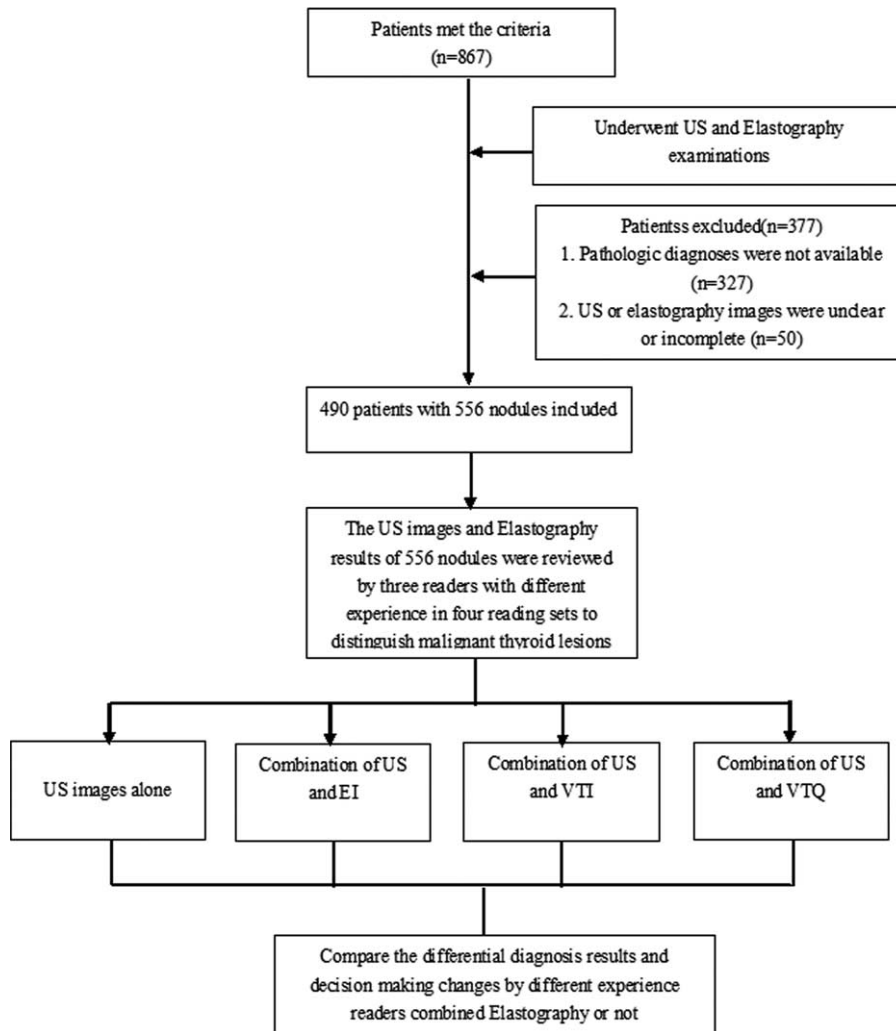 Patients met the criteria
(n=867)
Underwent US and Elastography
examinations
Patientss excluded(n=377)
1. Pathologic diagnoses were not available
(n=327)
2. US or elastography images were unclear
or incomplete (n=50)
490 patients with 556 nodules included
The US images and Elastography
results of 556 nodules were reviewed
by three readers with different
experience in four reading sets to
distinguish malignant thyroid lesions
US images alone
Combination of US
and EI
Combination of US
and VTI
Combination of US
and VTQ
Compare the differential diagnosis results and
decision making changes by different experience
readers combined Elastography or not